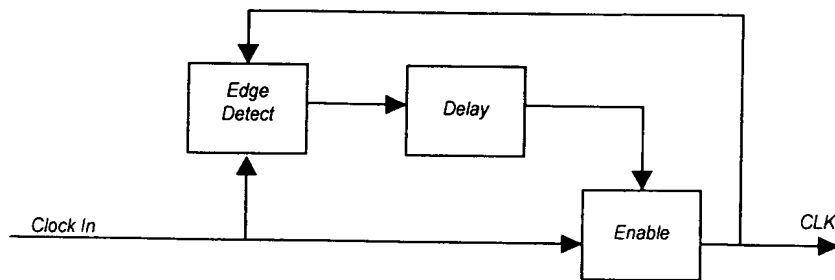 Edge
Detect
Delay
Clock In
Enable
CLK